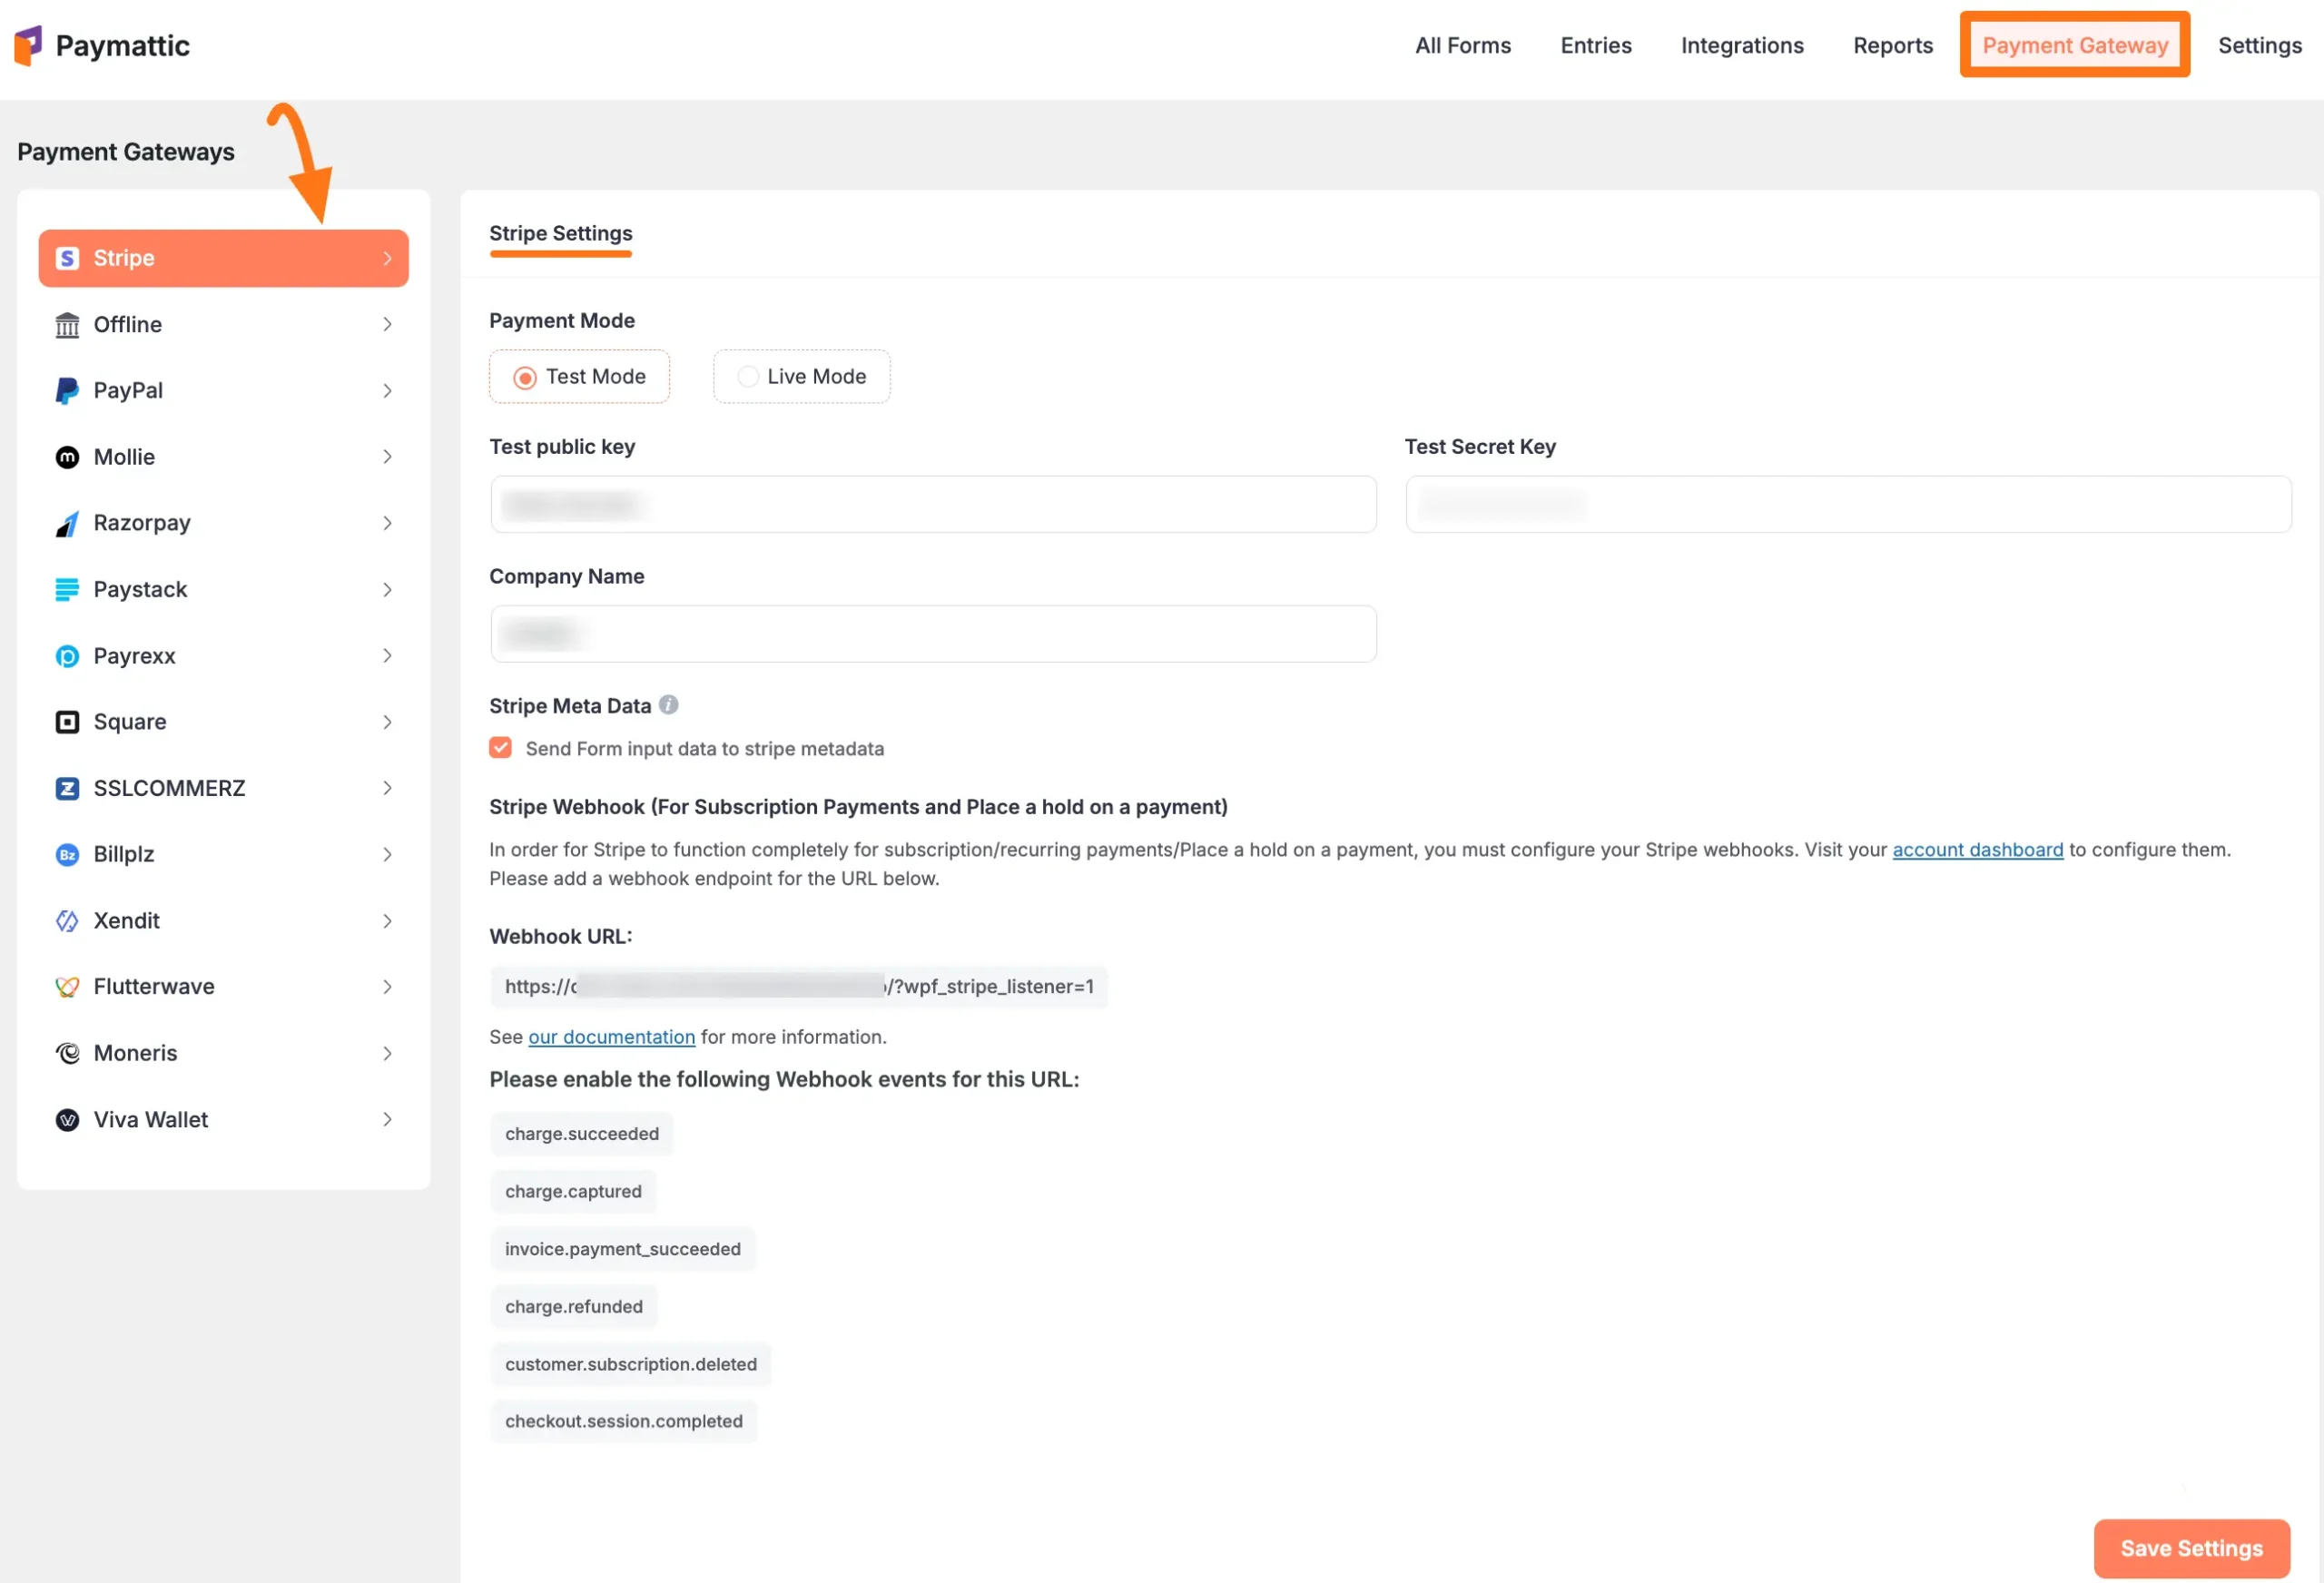 Paymattic
All Forms
Entries
Integrations
Reports
Payment Gateway
Settings
Payment Gateways
Stripe
Offline
PayPal
Mollie
Razorpay
Paystack
Payrexx
Square
SSLCOMMERZ
Billplz
Xendit
Flutterwave
Moneris
Viva Wallet
Stripe Settings
Payment Mode
Test Mode
Live Mode
Test public key
Test Secret Key
Company Name
Stripe Meta Data
Send Form input data to stripe metadata
Stripe Webhook (For Subscription Payments and Place a hold on a payment)
In order for Stripe to function completely for subscription/recurring payments/Place a hold on a payment, you must configure your Stripe webhooks. Visit your account dashboard to configure them.
Please add a webhook endpoint for the URL below.
Webhook URL:
https:// /?wpf_stripe_listener=1
See our documentation for more information.
Please enable the following Webhook events for this URL:
charge.succeeded
charge.captured
invoice.payment_succeeded
charge.refunded
customer.subscription.deleted
checkout.session.completed
Save Settings